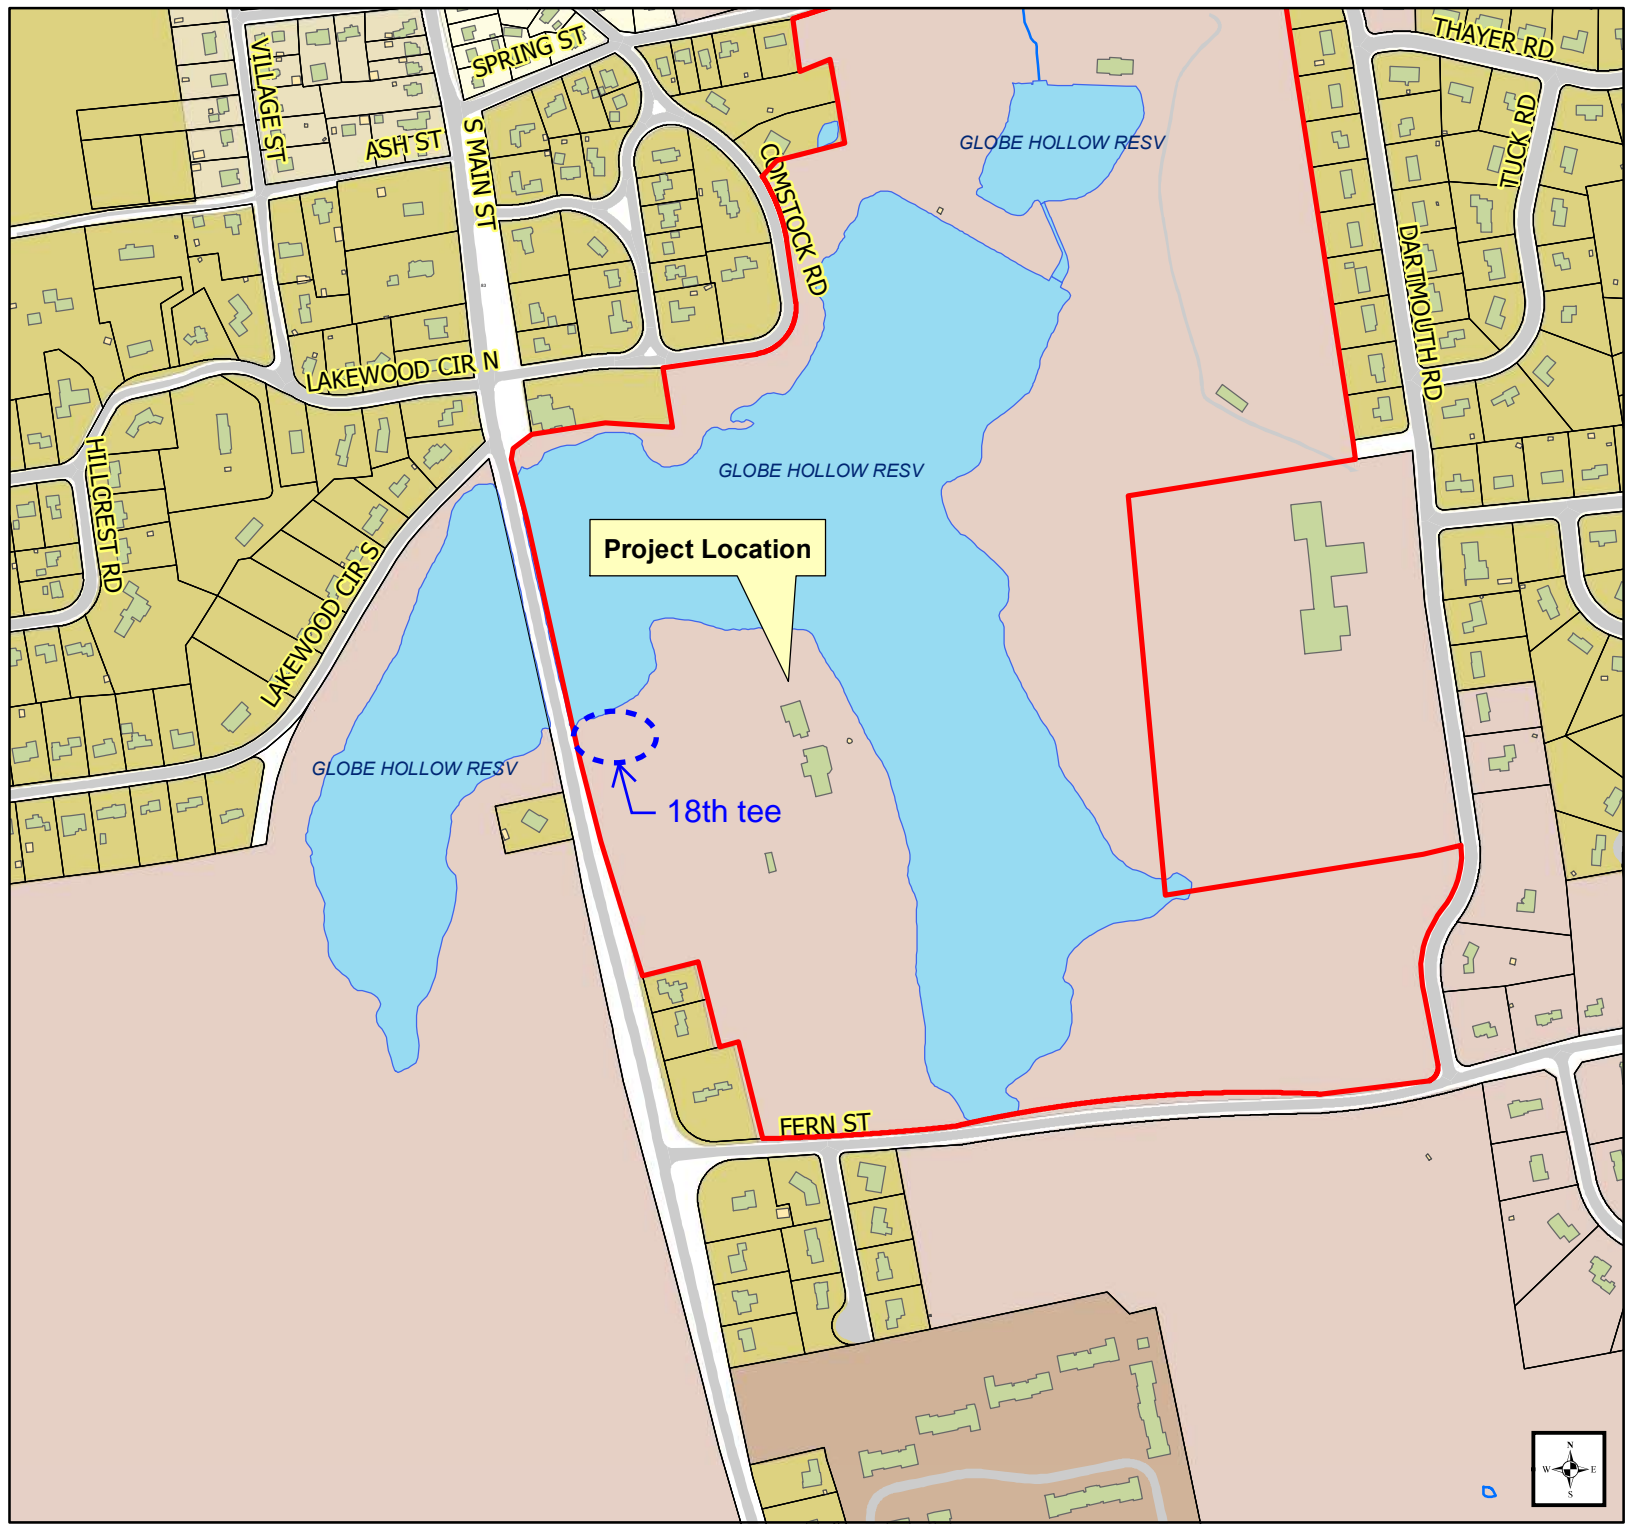 THAYER RD
SPRING ST
VILLAGE ST
TUCK RD
ASH ST
S MAIN ST
GLOBE HOLLOW RESV
COMSTOCK RD
DARTMOUTH RD
LAKEWOOD CIR N
GLOBE HOLLOW RESV
HILLCREST RD
Project Location
LAKEWOOD CIR S
GLOBE HOLLOW RESV
18th tee
FERN ST
N
W E
S